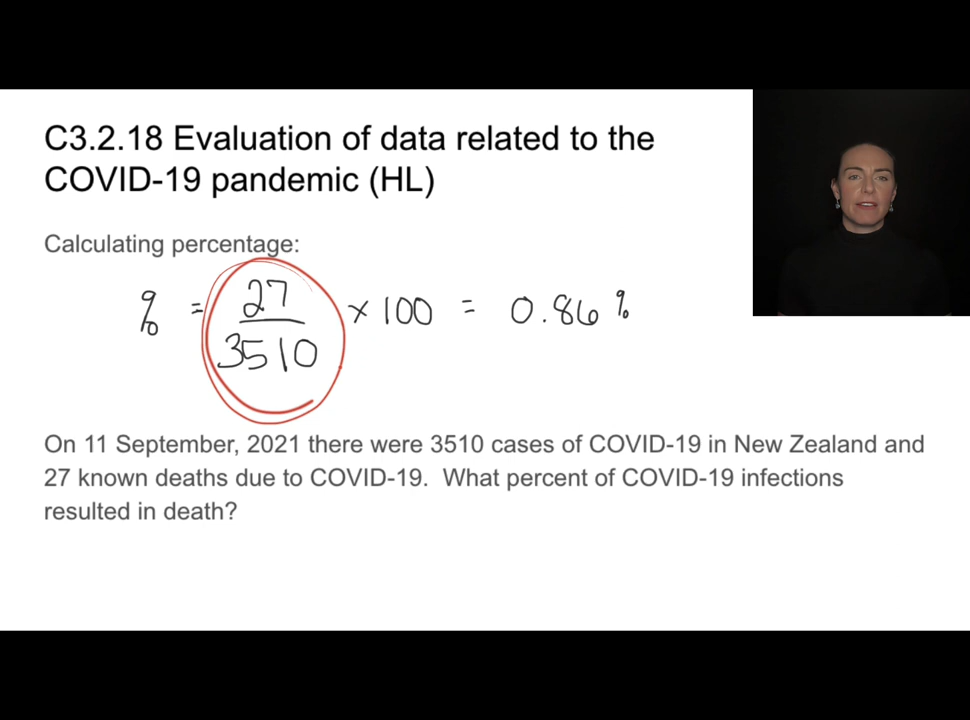 C3.2.18 Evaluation of data related to the
COVID-19 pandemic (HL)
Calculating percentage:
% = 27/3510 × 100 = 0.86 %
On 11 September, 2021 there were 3510 cases of COVID-19 in New Zealand and
27 known deaths due to COVID-19. What percent of COVID-19 infections
resulted in death?